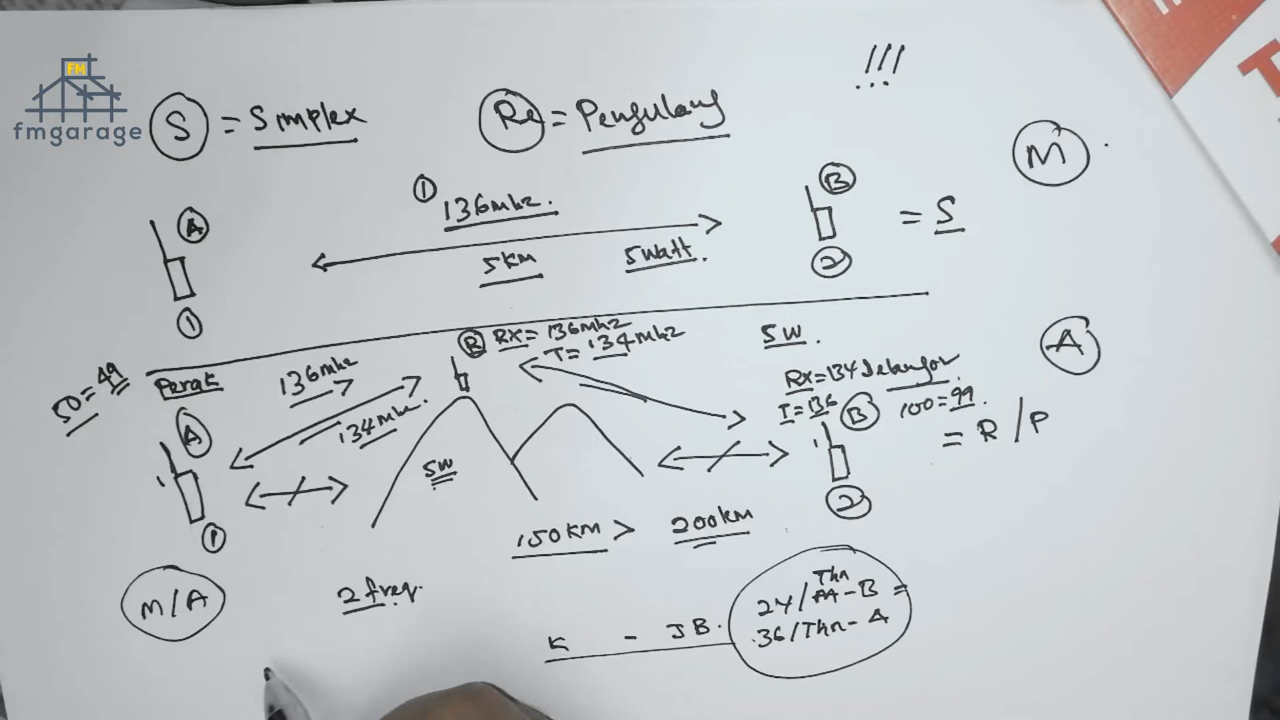 FM
fmgarage
S = Simplex
Re = Pengulang
!!!
M
A
1
136mhz.
5KM
5watt.
B
2
= S
1
50 = 49
Perak
136mhz
134mhz.
R RX = 136mhz
T = 134mhz
5W.
A
RX = 134 Selangor
T = 136
B
100 = 99.
= R / P
A
1
5W
150KM > 200KM
2
M/A
2 freq.
K - JB.
Thn
24/ - B =
36/Thn - A